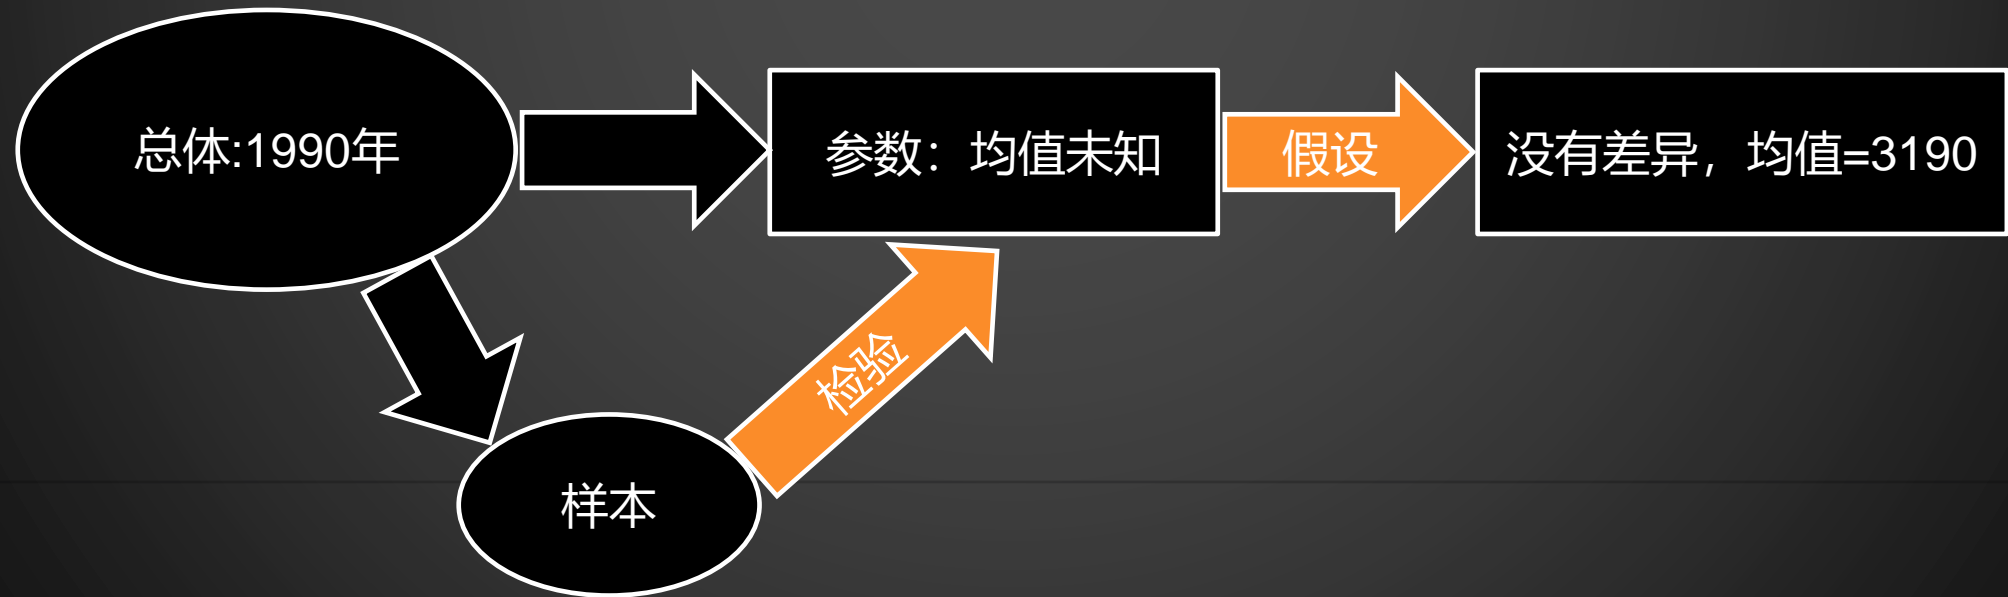 总体:1990年
参数：均值未知
假设
没有差异，均值=3190
检验
样本